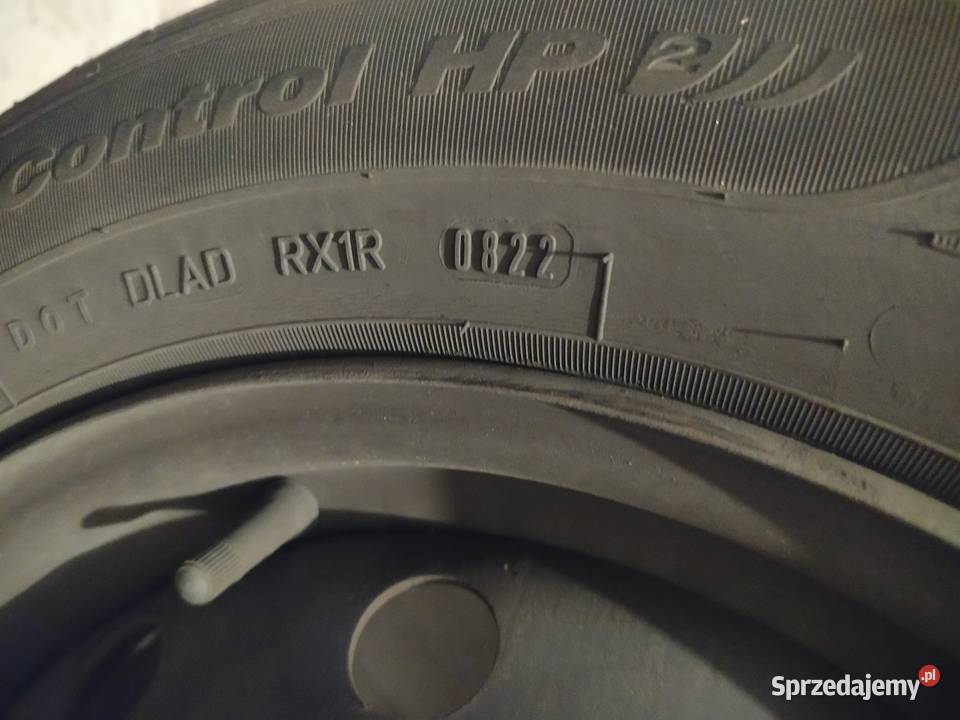 control HP 2
DOT DLAD RX1R 0822
Sprzedajemy.pl